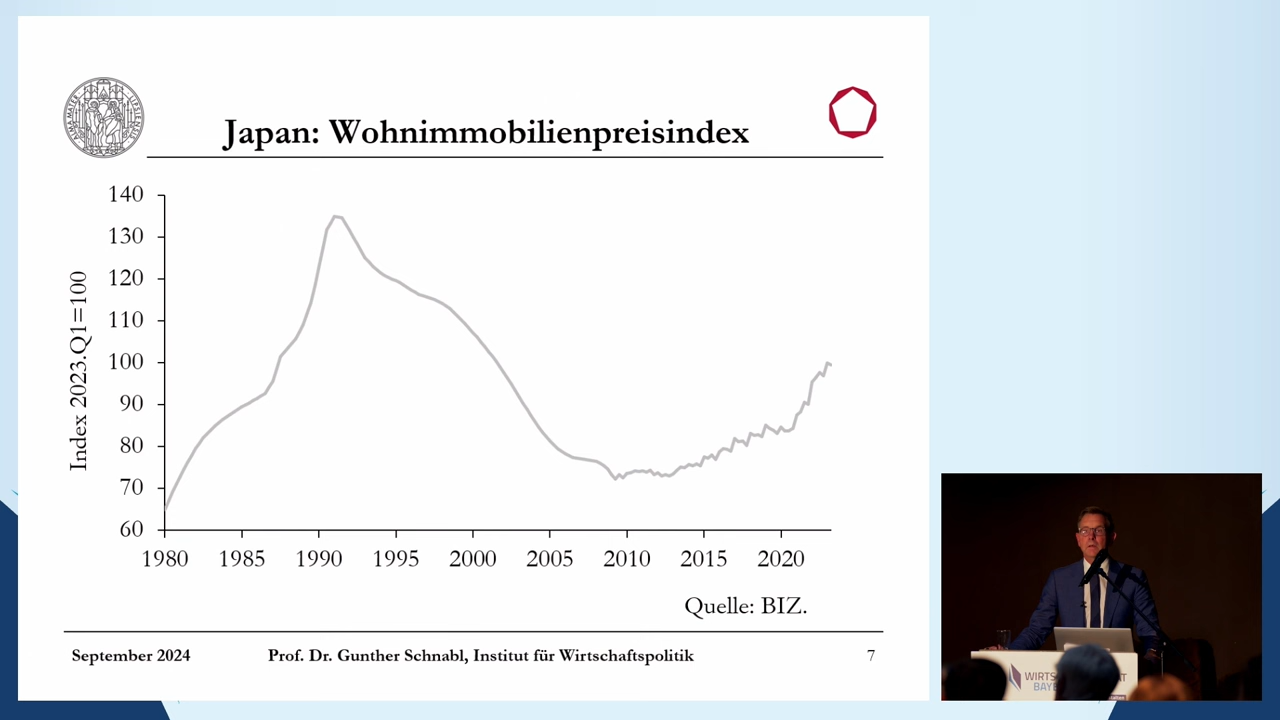 Japan: Wohnimmobilienpreisindex
Index 2023.Q1=100
140
130
120
110
100
90
80
70
60
1980 1985 1990 1995 2000 2005 2010 2015 2020
Quelle: BIZ.
September 2024 Prof. Dr. Gunther Schnabl, Institut für Wirtschaftspolitik 7